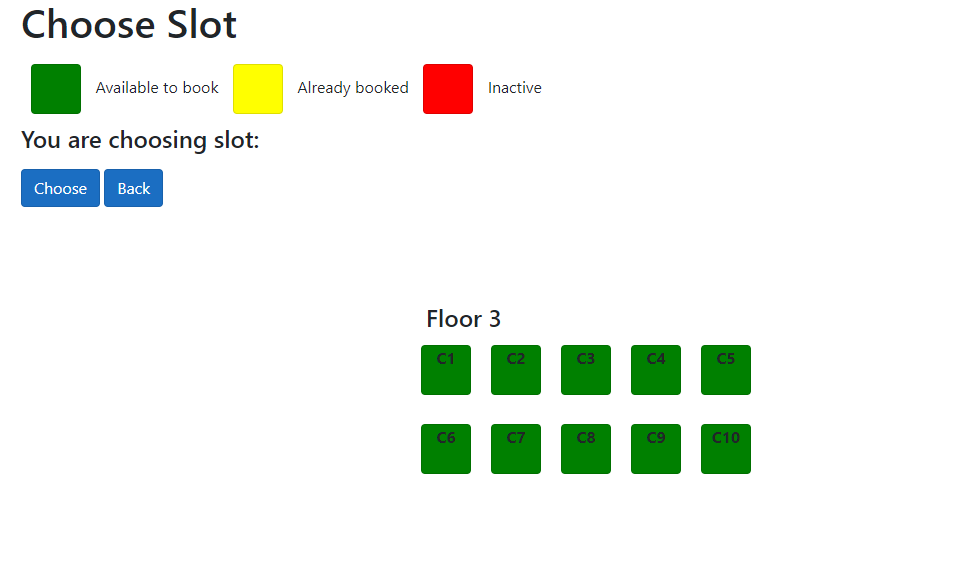 Choose Slot
Available to book Already booked Inactive
You are choosing slot:
Choose Back
Floor 3
C1 C2 C3 C4 C5
C6 C7 C8 C9 C10